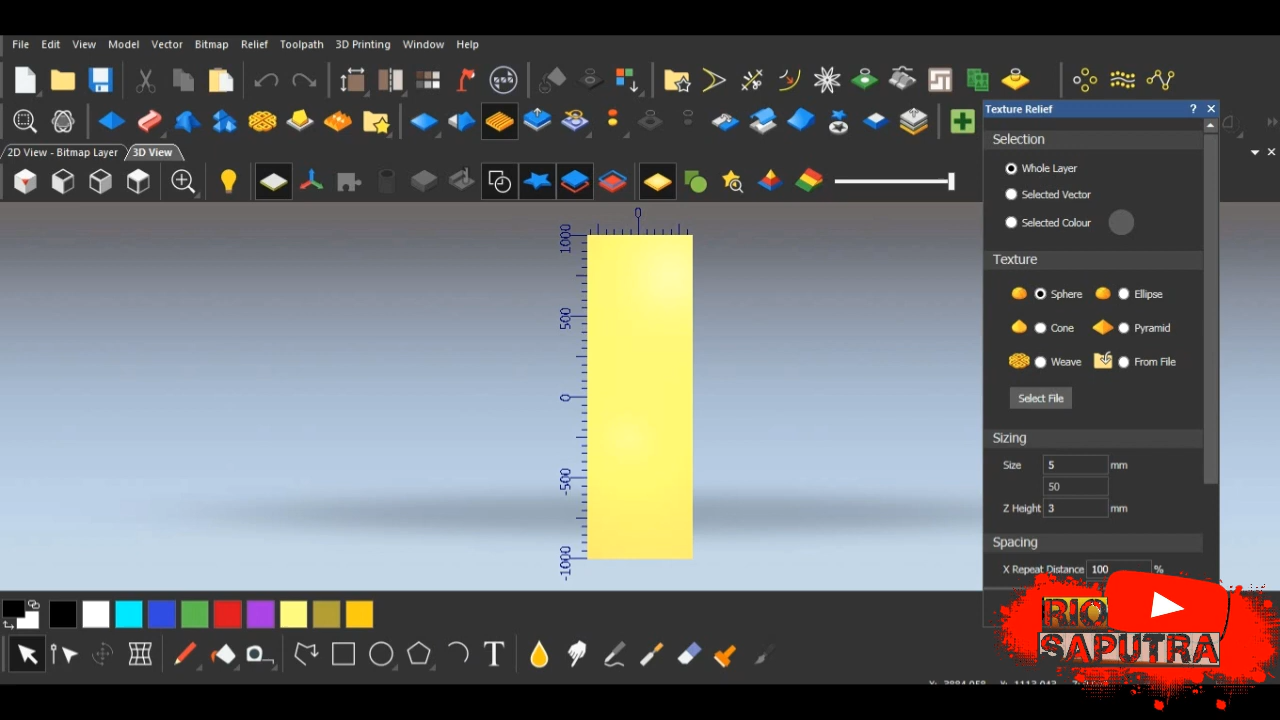 File Edit View Model Vector Bitmap Relief Toolpath 3D Printing Window Help
Texture Relief ? ×
2D View - Bitmap Layer 3D View
Selection
Whole Layer
Selected Vector
Selected Colour
Texture
Sphere Ellipse
Cone Pyramid
Weave From File
Select File
Sizing
Size 5 mm
50
Z Height 3 mm
Spacing
X Repeat Distance 100 %
0
1000
500
0
-500
-1000
T
RIO
SAPUTRA